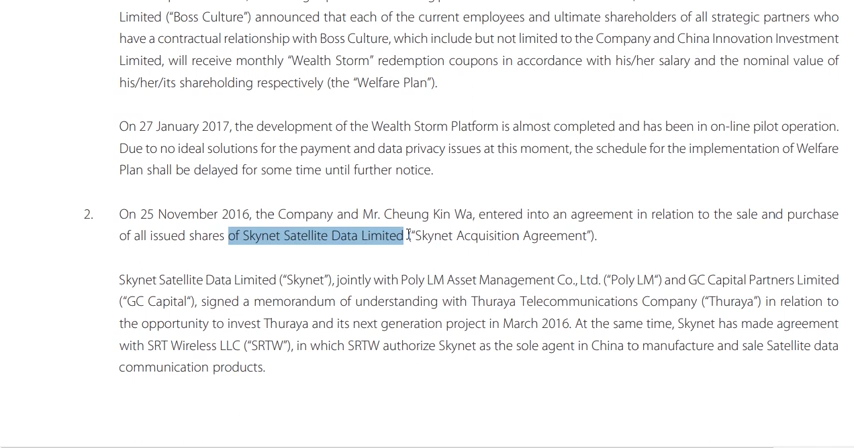 Limited (“Boss Culture”) announced that each of the current employees and ultimate shareholders of all strategic partners who
have a contractual relationship with Boss Culture, which include but not limited to the Company and China Innovation Investment
Limited, will receive monthly “Wealth Storm” redemption coupons in accordance with his/her salary and the nominal value of
his/her/its shareholding respectively (the “Welfare Plan”).
On 27 January 2017, the development of the Wealth Storm Platform is almost completed and has been in on-line pilot operation.
Due to no ideal solutions for the payment and data privacy issues at this moment, the schedule for the implementation of Welfare
Plan shall be delayed for some time until further notice.
2. On 25 November 2016, the Company and Mr. Cheung Kin Wa, entered into an agreement in relation to the sale and purchase
of all issued shares of Skynet Satellite Data Limited (“Skynet Acquisition Agreement”).
Skynet Satellite Data Limited (“Skynet”), jointly with Poly LM Asset Management Co., Ltd. (“Poly LM”) and GC Capital Partners Limited
(“GC Capital”), signed a memorandum of understanding with Thuraya Telecommunications Company (“Thuraya”) in relation to
the opportunity to invest Thuraya and its next generation project in March 2016. At the same time, Skynet has made agreement
with SRT Wireless LLC (“SRTW”), in which SRTW authorize Skynet as the sole agent in China to manufacture and sale Satellite data
communication products.